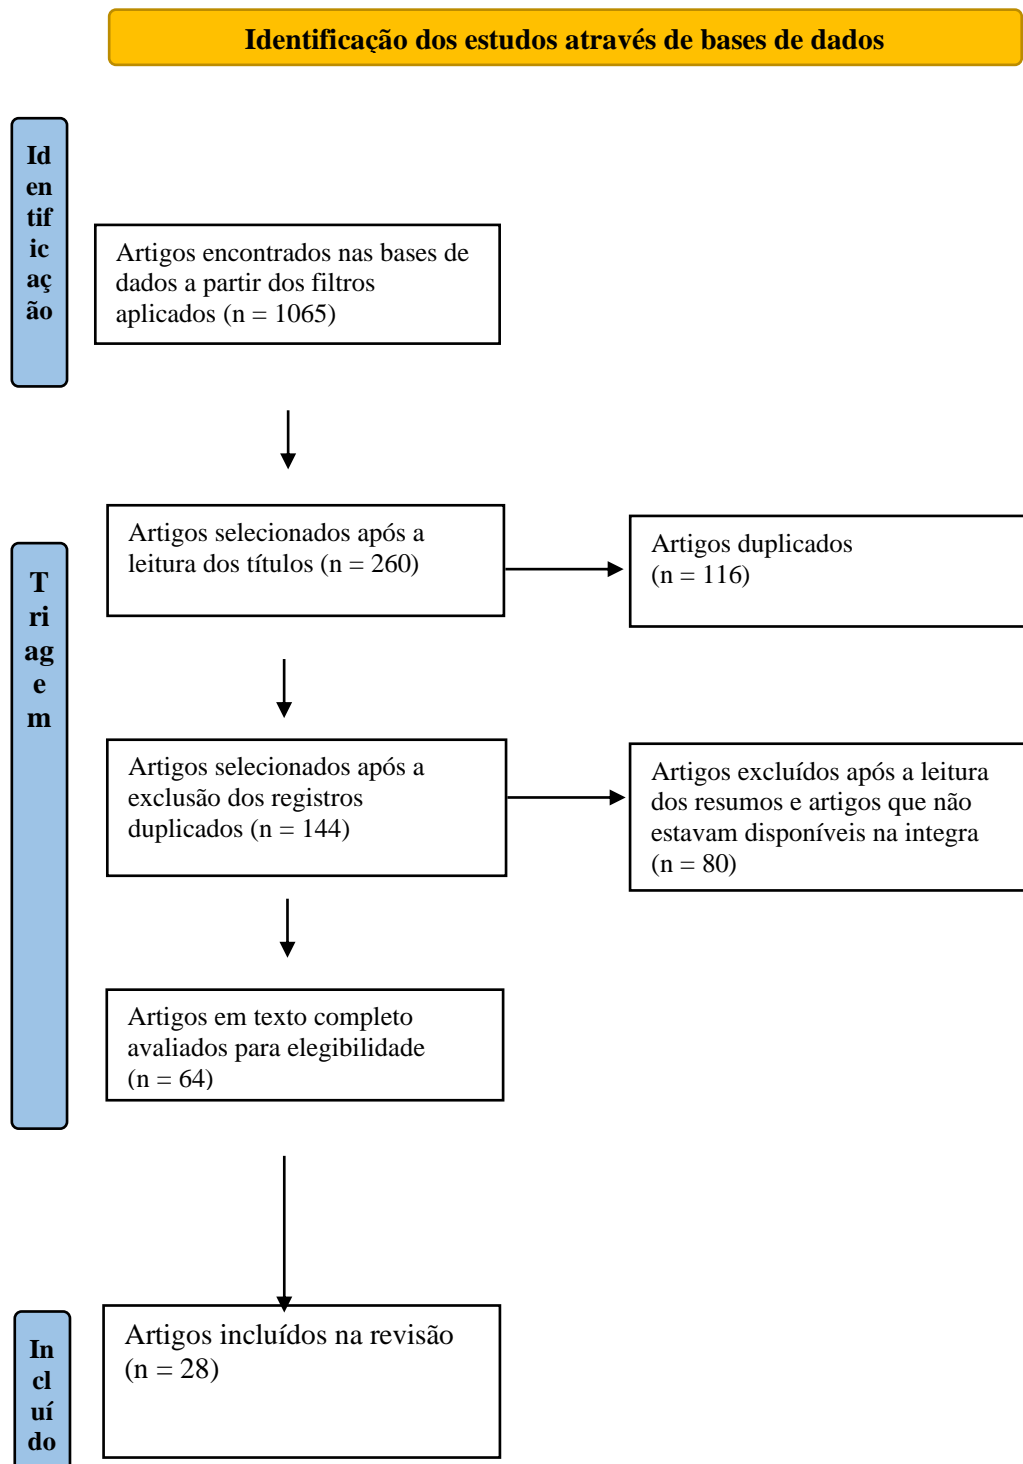 Identificação dos estudos através de bases de dados
Id
en
tif
ic
aç
ão
Artigos encontrados nas bases de
dados a partir dos filtros
aplicados (n = 1065)
T
ri
ag
e
m
Artigos selecionados após a
leitura dos títulos (n = 260)
Artigos duplicados
(n = 116)
Artigos selecionados após a
exclusão dos registros
duplicados (n = 144)
Artigos excluídos após a leitura
dos resumos e artigos que não
estavam disponíveis na integra
(n = 80)
Artigos em texto completo
avaliados para elegibilidade
(n = 64)
In
cl
uí
do
Artigos incluídos na revisão
(n = 28)